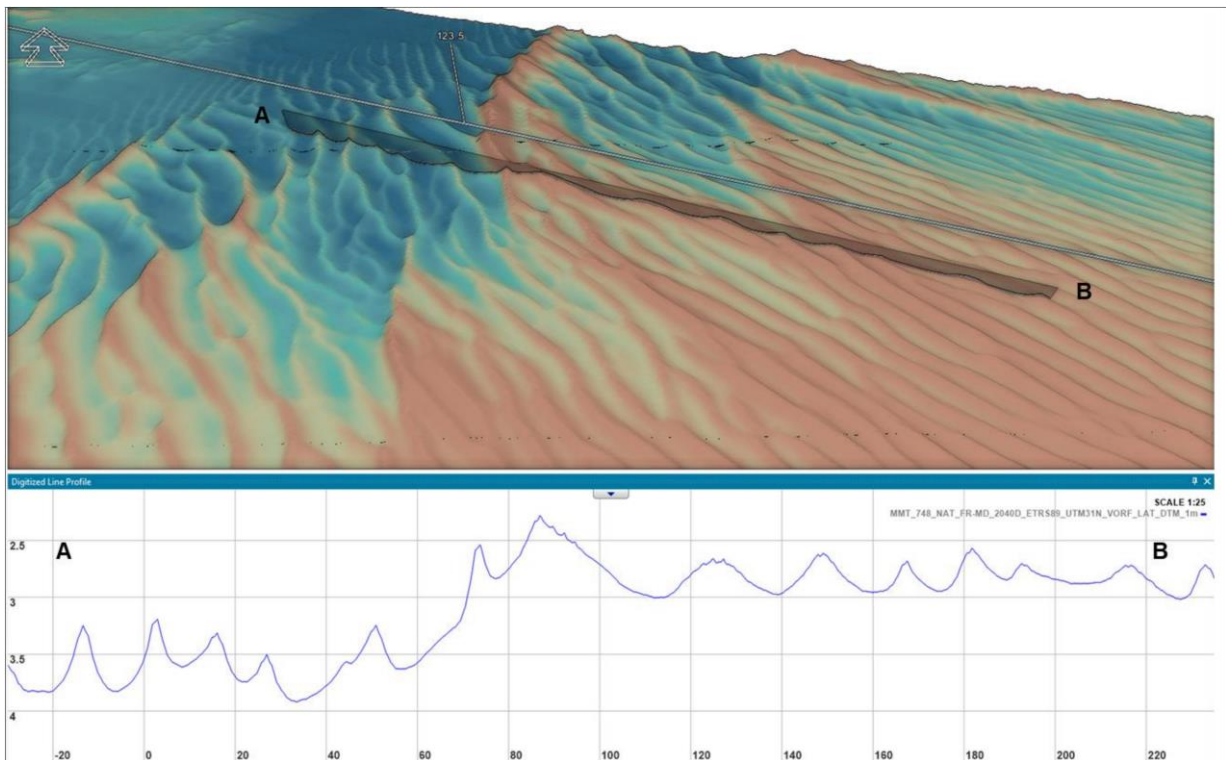 123.5
A
B
Digitized Line Profile
SCALE 1:25
MMT_748_NAT_FR-MD_2040D_ETRS89_UTM31N_VORF_LAT_DTM_1m
2.5
A
B
3
3.5
4
-20 0 20 40 60 80 100 120 140 160 180 200 220